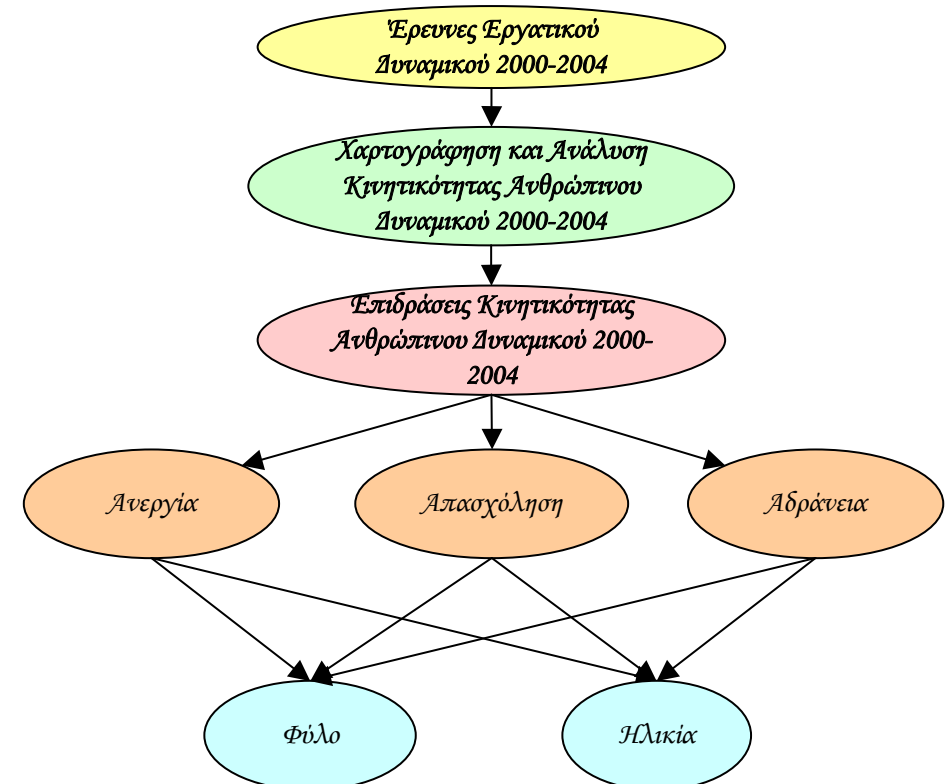 Έρευνες Εργατικού
Δυναμικού 2000-2004
Χαρτογράφηση και Ανάλυση
Κινητικότητας Ανθρώπινου
Δυναμικού 2000-2004
Επιδράσεις Κινητικότητας
Ανθρώπινου Δυναμικού 2000-
2004
Ανεργία
Απασχόληση
Αδράνεια
Φύλο
Ηλικία